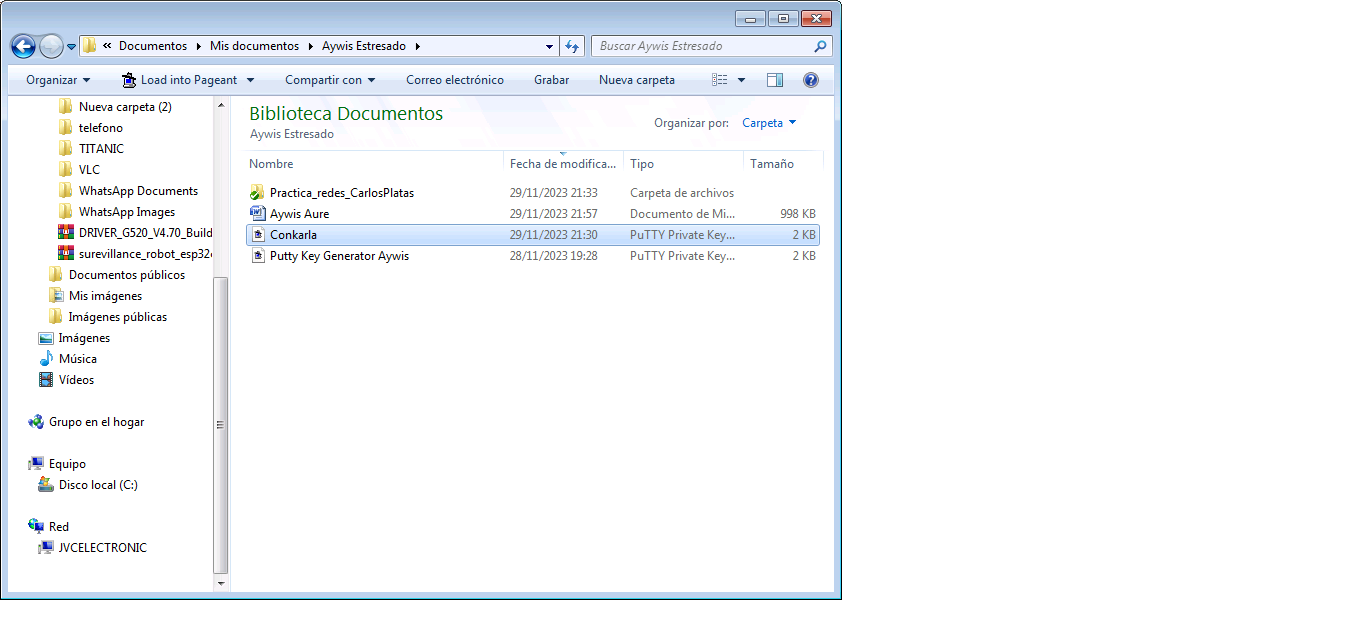 « Documentos ▸ Mis documentos ▸ Aywis Estresado ▸ Buscar Aywis Estresado
Organizar Load into Pageant Compartir con Correo electrónico Grabar Nueva carpeta
Nueva carpeta (2)
telefono
TITANIC
VLC
WhatsApp Documents
WhatsApp Images
DRIVER_G520_V4.70_Build
surevillance_robot_esp32
Documentos públicos
Mis imágenes
Imágenes públicas
Imágenes
Música
Vídeos
Grupo en el hogar
Equipo
Disco local (C:)
Red
JVCELECTRONIC
Biblioteca Documentos
Aywis Estresado
Organizar por: Carpeta
Nombre Fecha de modifica... Tipo Tamaño
Practica_redes_CarlosPlatas 29/11/2023 21:33 Carpeta de archivos
Aywis Aure 29/11/2023 21:57 Documento de Mi... 998 KB
Conkarla 29/11/2023 21:30 PuTTY Private Key... 2 KB
Putty Key Generator Aywis 28/11/2023 19:28 PuTTY Private Key... 2 KB